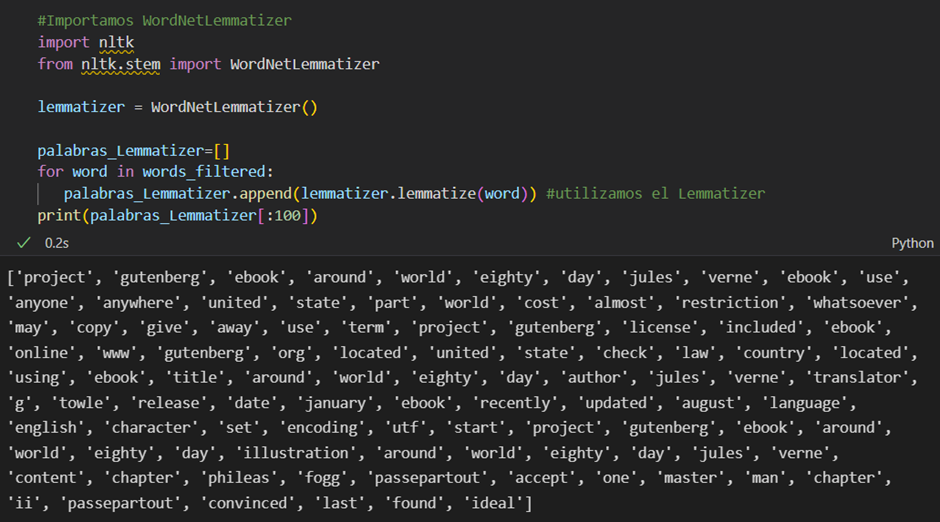 #Importamos WordNetLemmatizer
import nltk
from nltk.stem import WordNetLemmatizer
lemmatizer = WordNetLemmatizer()
palabras_Lemmatizer=[]
for word in words_filtered:
palabras_Lemmatizer.append(lemmatizer.lemmatize(word)) #utilizamos el Lemmatizer
print(palabras_Lemmatizer[:100])
0.2s Python
['project', 'gutenberg', 'ebook', 'around', 'world', 'eighty', 'day', 'jules', 'verne', 'ebook', 'use',
'anyone', 'anywhere', 'united', 'state', 'part', 'world', 'cost', 'almost', 'restriction', 'whatsoever',
'may', 'copy', 'give', 'away', 'use', 'term', 'project', 'gutenberg', 'license', 'included', 'ebook',
'online', 'www', 'gutenberg', 'org', 'located', 'united', 'state', 'check', 'law', 'country', 'located',
'using', 'ebook', 'title', 'around', 'world', 'eighty', 'day', 'author', 'jules', 'verne', 'translator',
'g', 'towle', 'release', 'date', 'january', 'ebook', 'recently', 'updated', 'august', 'language',
'english', 'character', 'set', 'encoding', 'utf', 'start', 'project', 'gutenberg', 'ebook', 'around',
'world', 'eighty', 'day', 'illustration', 'around', 'world', 'eighty', 'day', 'jules', 'verne',
'content', 'chapter', 'phileas', 'fogg', 'passepartout', 'accept', 'one', 'master', 'man', 'chapter',
'ii', 'passepartout', 'convinced', 'last', 'found', 'ideal']